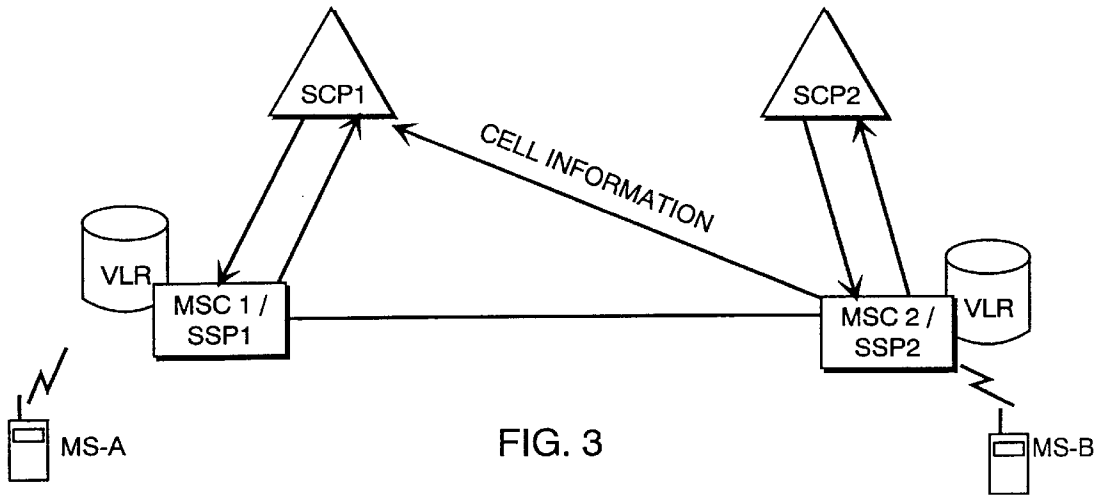 SCP1
SCP2
CELL INFORMATION
VLR
MSC 1 /
SSP1
MSC 2 /
SSP2
VLR
MS-A
FIG. 3
MS-B